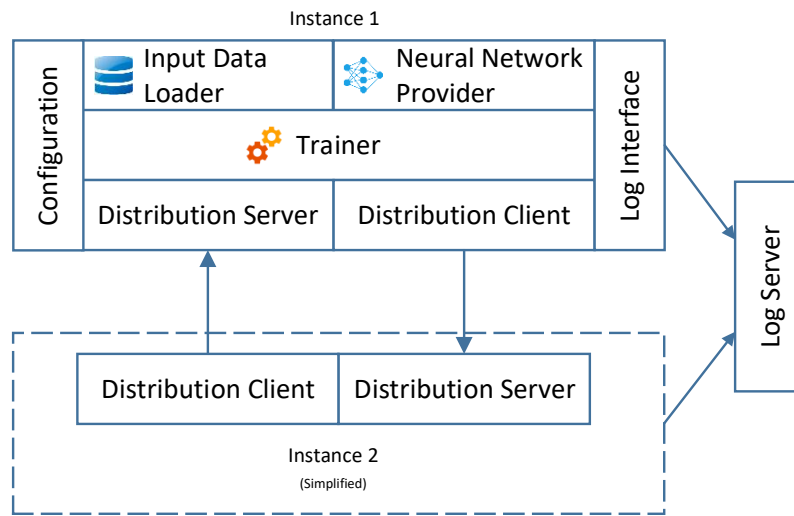 Instance 1
Configuration
Input Data
Loader
Neural Network
Provider
Trainer
Distribution Server
Distribution Client
Log Interface
Log Server
Distribution Client
Distribution Server
Instance 2
(Simplified)